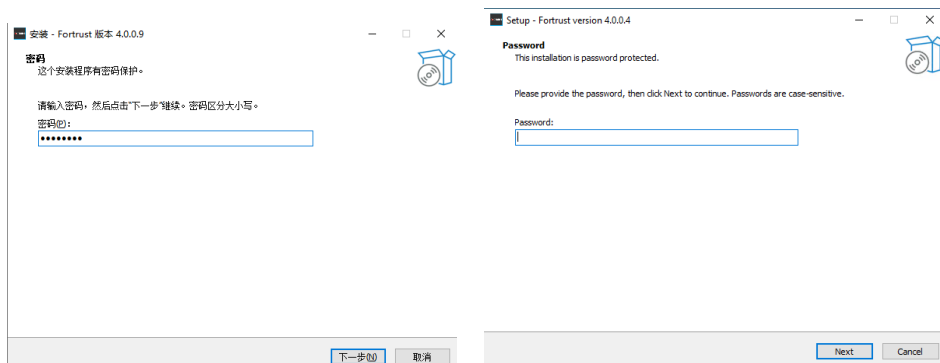 安装 - Fortrust 版本 4.0.0.9
密码
这个安装程序有密码保护。
请输入密码，然后点击“下一步”继续。密码区分大小写。
密码(P)：
••••••••
下一步(N)
取消
Setup - Fortrust version 4.0.0.4
Password
This installation is password protected.
Please provide the password, then click Next to continue. Passwords are case-sensitive.
Password:
Next
Cancel